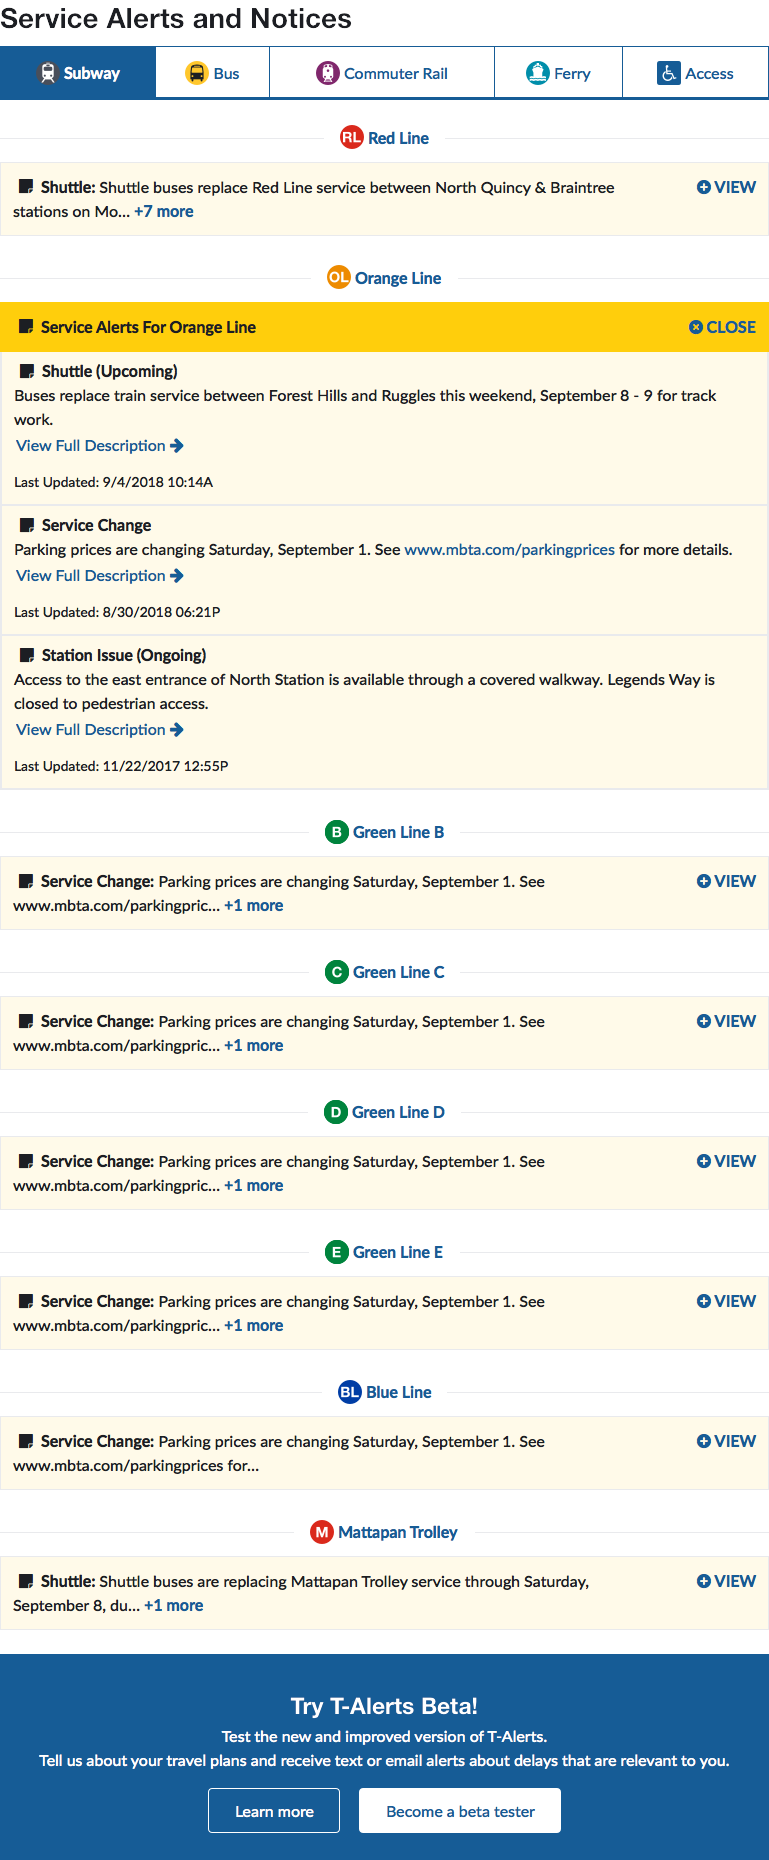 Service Alerts and Notices
Subway
Bus
Commuter Rail
Ferry
Access
RL Red Line
Shuttle: Shuttle buses replace Red Line service between North Quincy & Braintree
stations on Mo... +7 more
VIEW
OL Orange Line
Service Alerts For Orange Line
CLOSE
Shuttle (Upcoming)
Buses replace train service between Forest Hills and Ruggles this weekend, September 8 - 9 for track
work.
View Full Description
Last Updated: 9/4/2018 10:14A
Service Change
Parking prices are changing Saturday, September 1. See www.mbta.com/parkingprices for more details.
View Full Description
Last Updated: 8/30/2018 06:21P
Station Issue (Ongoing)
Access to the east entrance of North Station is available through a covered walkway. Legends Way is
closed to pedestrian access.
View Full Description
Last Updated: 11/22/2017 12:55P
B Green Line B
Service Change: Parking prices are changing Saturday, September 1. See
www.mbta.com/parkingpric... +1 more
VIEW
C Green Line C
Service Change: Parking prices are changing Saturday, September 1. See
www.mbta.com/parkingpric... +1 more
VIEW
D Green Line D
Service Change: Parking prices are changing Saturday, September 1. See
www.mbta.com/parkingpric... +1 more
VIEW
E Green Line E
Service Change: Parking prices are changing Saturday, September 1. See
www.mbta.com/parkingpric... +1 more
VIEW
BL Blue Line
Service Change: Parking prices are changing Saturday, September 1. See
www.mbta.com/parkingprices for...
VIEW
M Mattapan Trolley
Shuttle: Shuttle buses are replacing Mattapan Trolley service through Saturday,
September 8, du... +1 more
VIEW
Try T-Alerts Beta!
Test the new and improved version of T-Alerts.
Tell us about your travel plans and receive text or email alerts about delays that are relevant to you.
Learn more
Become a beta tester